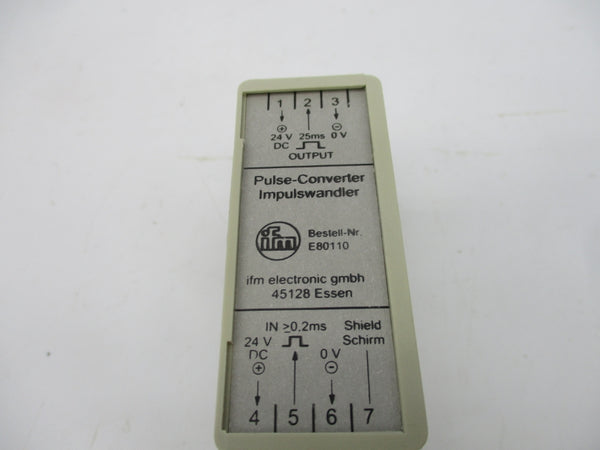 1 2 3
⊕ ⊖
24 V 25ms 0 V
DC
OUTPUT
Pulse-Converter
Impulswandler
ifm
Bestell-Nr.
E80110
ifm electronic gmbh
45128 Essen
IN ≥0,2ms Shield
24 V Schirm
DC 0 V
⊕ ⊖
4 5 6 7